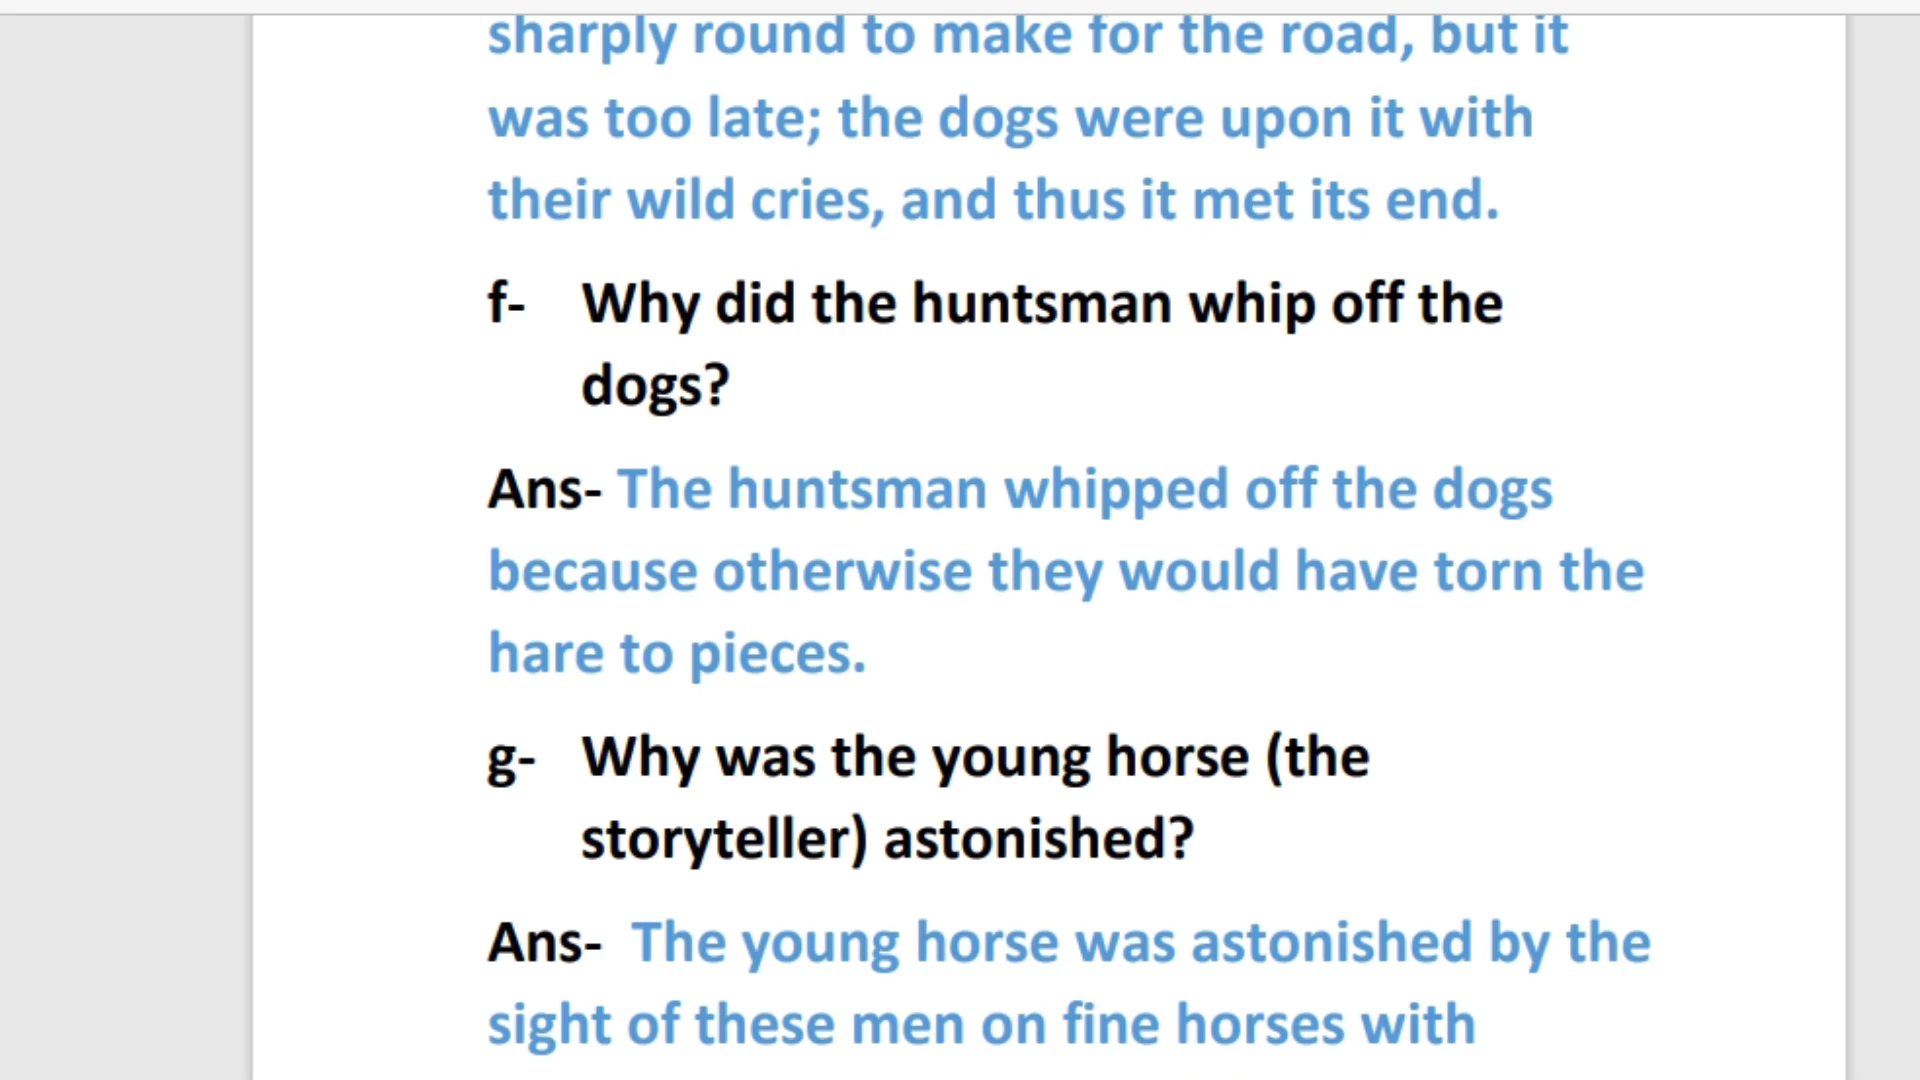 sharply round to make for the road, but it
was too late; the dogs were upon it with
their wild cries, and thus it met its end.
f- Why did the huntsman whip off the
dogs?
Ans- The huntsman whipped off the dogs
because otherwise they would have torn the
hare to pieces.
g- Why was the young horse (the
storyteller) astonished?
Ans- The young horse was astonished by the
sight of these men on fine horses with